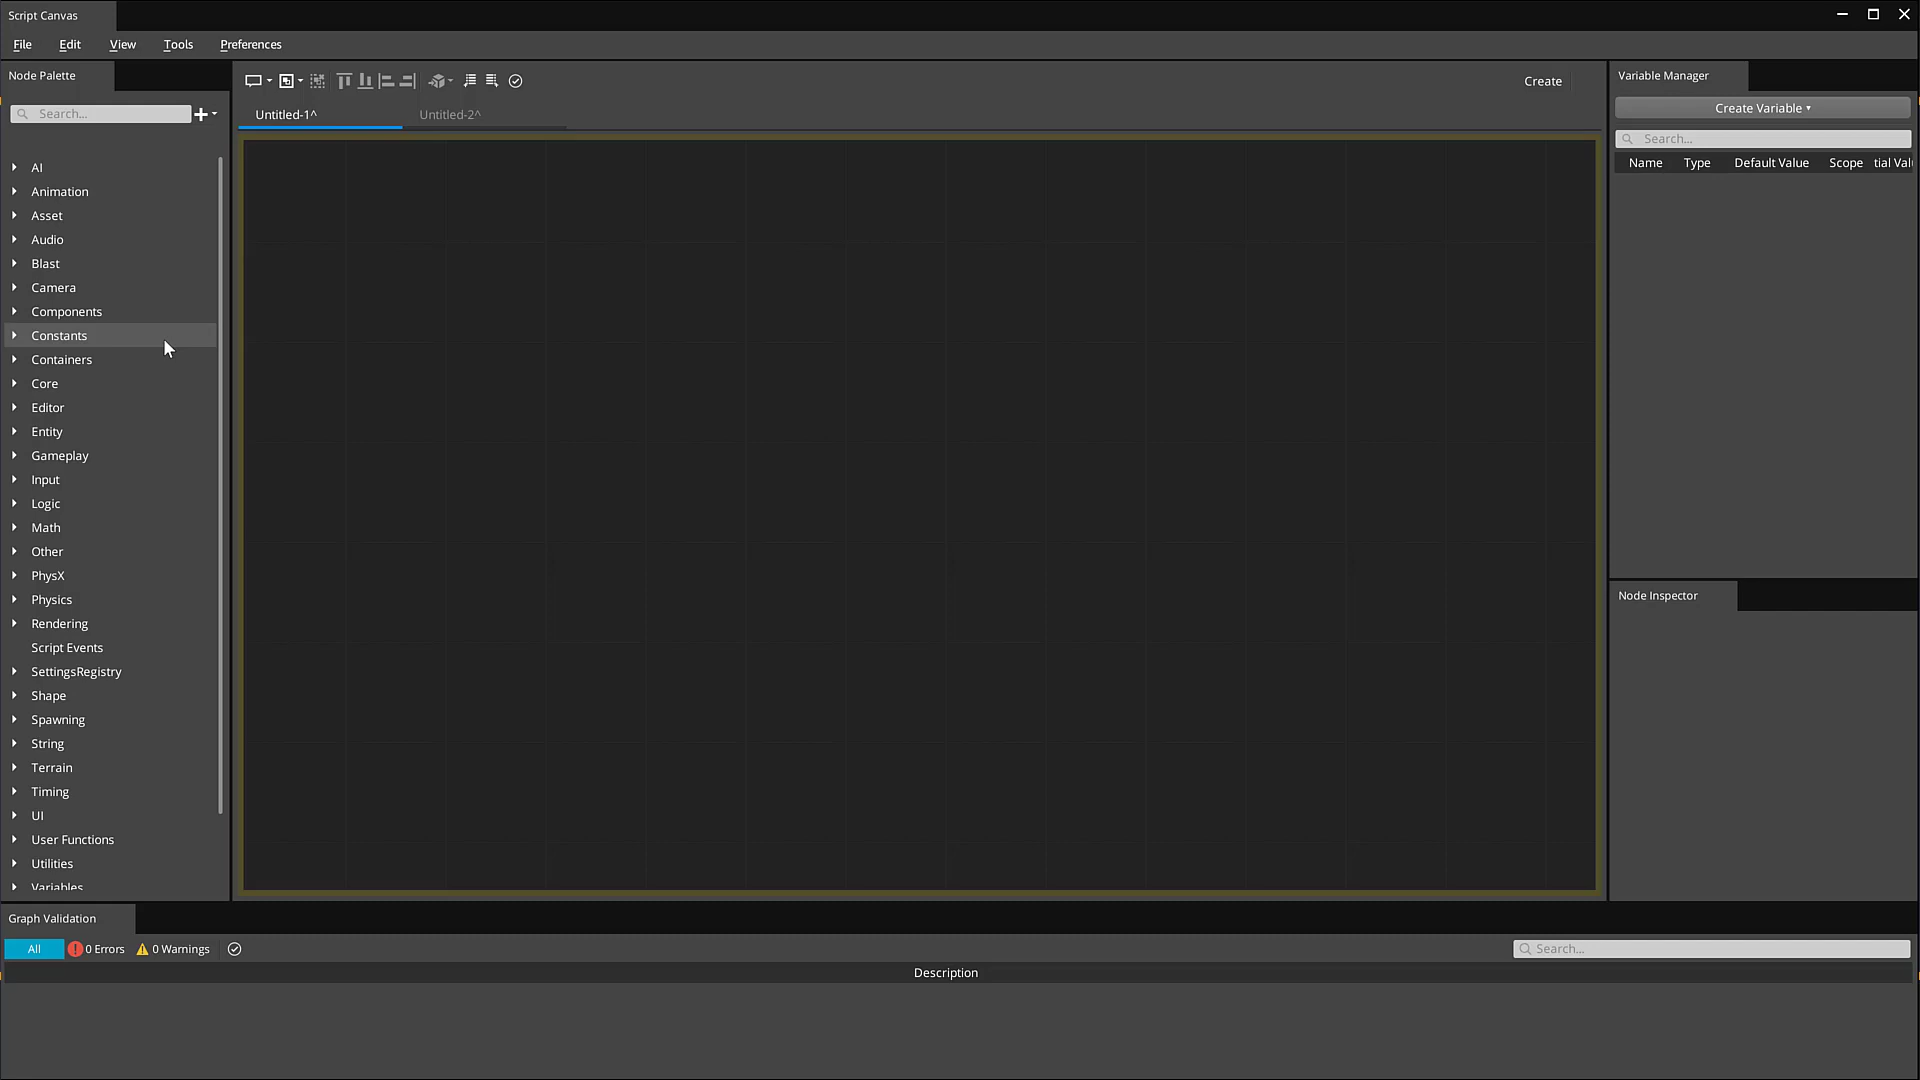 Script Canvas
File Edit View Tools Preferences
Node Palette
Search...
AI
Animation
Asset
Audio
Blast
Camera
Components
Constants
Containers
Core
Editor
Entity
Gameplay
Input
Logic
Math
Other
PhysX
Physics
Rendering
Script Events
SettingsRegistry
Shape
Spawning
String
Terrain
Timing
UI
User Functions
Utilities
Variables
Create
Untitled-1^ Untitled-2^
Variable Manager
Create Variable
Search...
Name Type Default Value Scope tial Val
Node Inspector
Graph Validation
All 0 Errors 0 Warnings
Search...
Description